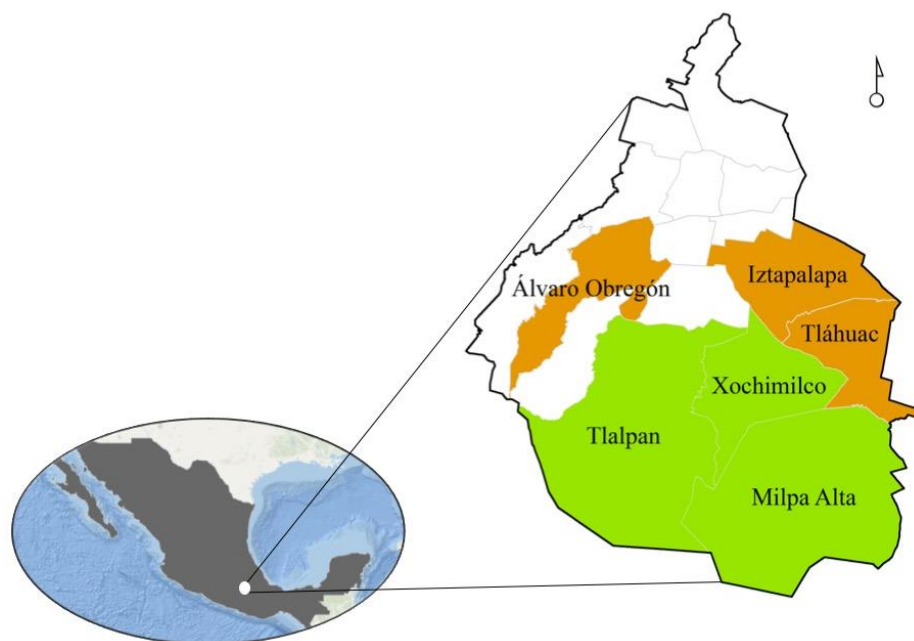 Iztapalapa
Álvaro Obregón
Tláhuac
Xochimilco
Tlalpan
Milpa Alta